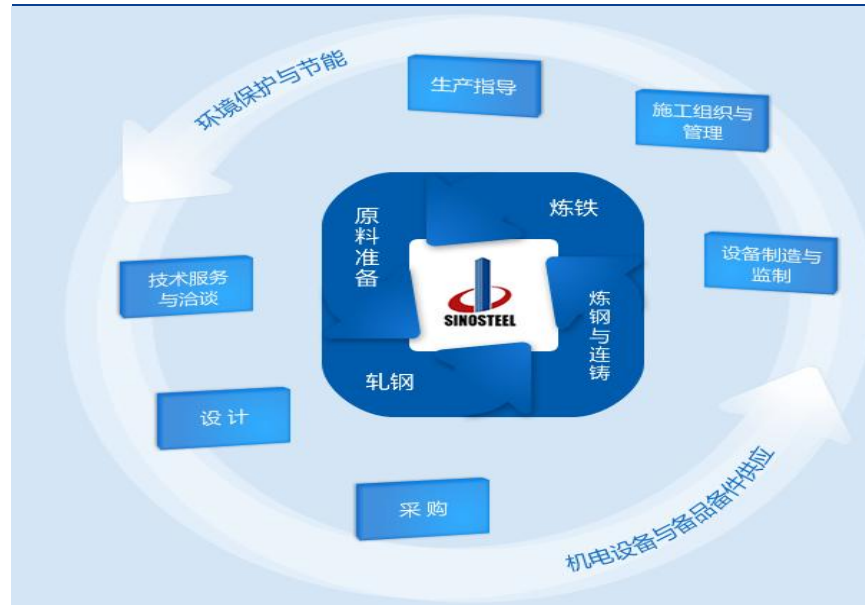 环境保护与节能
生产指导
施工组织与
管理
原料准备
炼铁
技术服务
与洽谈
设备制造与
监制
SINOSTEEL
炼钢与连铸
轧钢
设计
采购
机电设备与备品备件供应